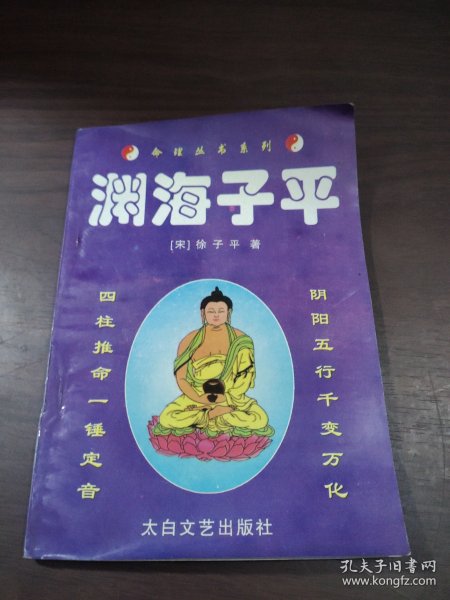 命理丛书系列
渊海子平
[宋]徐子平 著
阴阳五行千变万化
四柱推命一锤定音
太白文艺出版社
孔夫子旧书网
www.kongfz.com